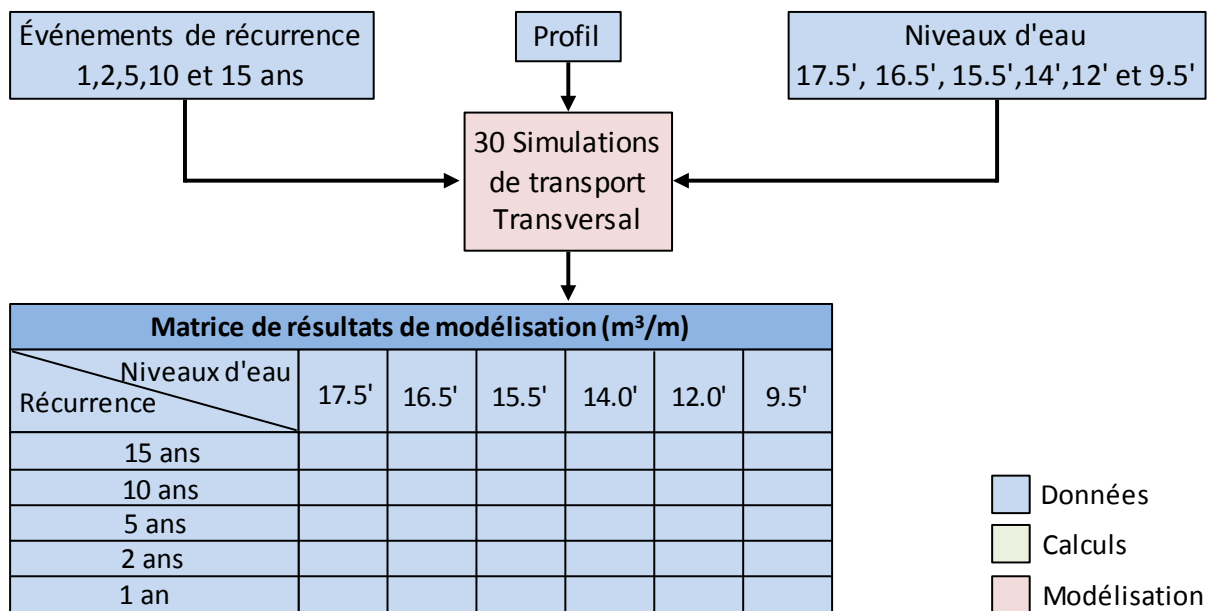 Événements de récurrence
1,2,5,10 et 15 ans
Profil
Niveaux d'eau
17.5', 16.5', 15.5',14',12' et 9.5'
30 Simulations
de transport
Transversal
Matrice de résultats de modélisation (m³/m)
Niveaux d'eau
Récurrence
17.5' 16.5' 15.5' 14.0' 12.0' 9.5'
15 ans
10 ans
5 ans
2 ans
1 an
Données
Calculs
Modélisation